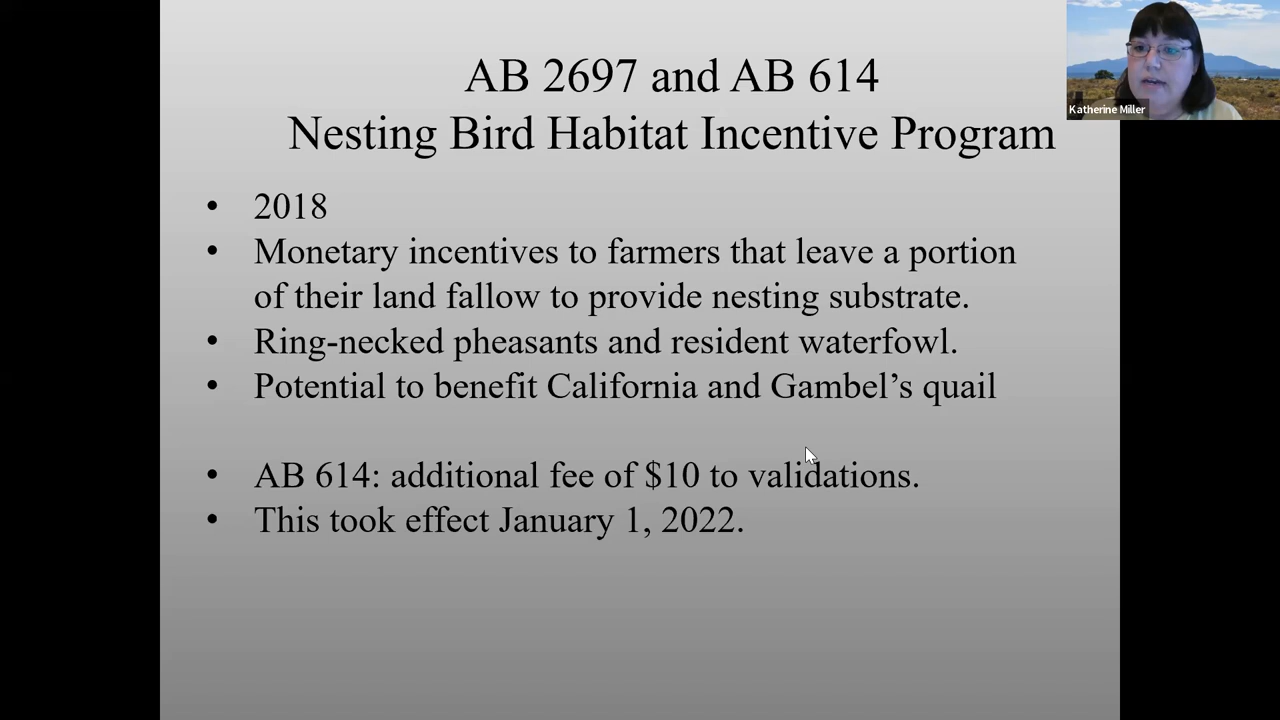 AB 2697 and AB 614
Nesting Bird Habitat Incentive Program
Katherine Miller
• 2018
• Monetary incentives to farmers that leave a portion
of their land fallow to provide nesting substrate.
• Ring-necked pheasants and resident waterfowl.
• Potential to benefit California and Gambel’s quail
• AB 614: additional fee of $10 to validations.
• This took effect January 1, 2022.